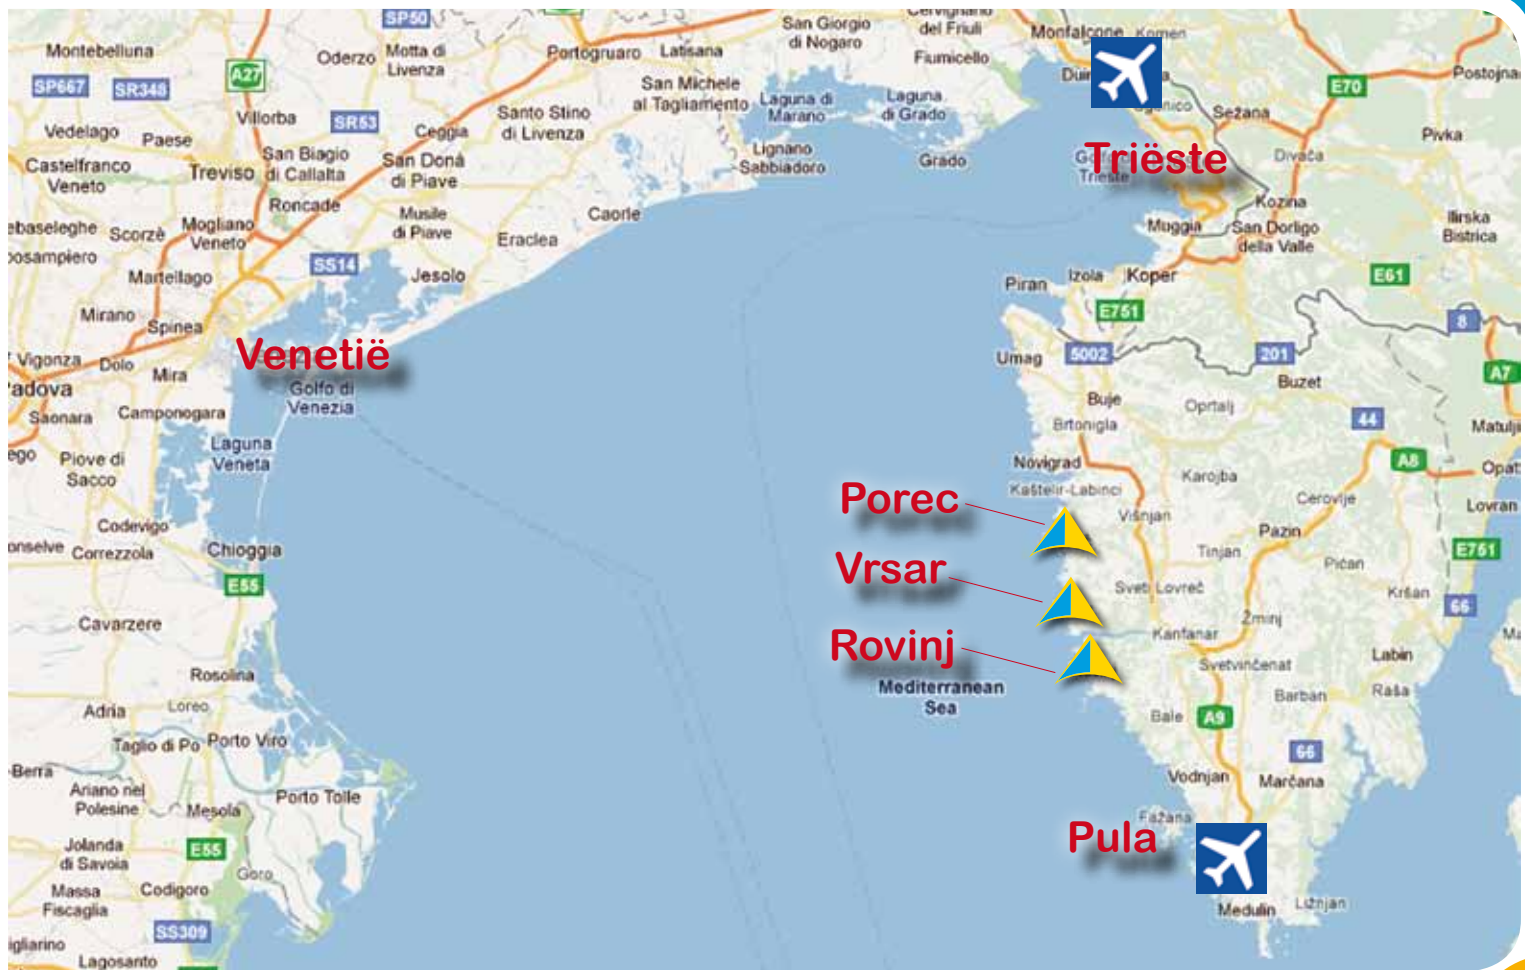 SP50
Montebelluna
Oderzo
Motta di
Livenza
Portogruaro
Latisana
San Giorgio
di Nogaro
Cervignano
del Friuli
Fiumicello
Monfalcone
Komen
SP667
SR348
A27
San Michele
al Tagliamento
Laguna di
Marano
Laguna
di Grado
E70
Postojna
Villorba
SR53
Ceggia
Santo Stino
di Livenza
Sežana
Vedelago
Paese
Pivka
Castelfranco
Veneto
Treviso
San Biagio
di Callalta
San Donà
di Piave
Lignano
Sabbiadoro
Grado
Triëste
Divača
Roncade
Musile
di Piave
Caorle
Kozina
Scorzè
Mogliano
Veneto
Eraclea
Muggia
San Dorligo
della Valle
Ilirska
Bistrica
Martellago
SS14
Jesolo
Piran
Izola
Koper
E61
Mirano
Spinea
E751
8
Vigonza
Dolo
Mira
Venetië
Golfo di
Venezia
Umag
5002
201
Buzet
A7
Padova
Saonara
Camponogara
Buje
Oprtalj
Brtonigla
44
Matulji
Laguna
Veneta
Piove di
Sacco
Novigrad
Karojba
A8
Opat
Porec
Kaštelir-Labinci
Cerovlje
Lovran
Codevigo
Višnjan
Pazin
Correzzola
Chioggia
Tinjan
Pićan
E751
Vrsar
E55
Sveti Lovreč
Kršan
66
Cavarzere
Žminj
Rovinj
Kanfanar
Labin
Rosolina
Svetvinčenat
Mediterranean
Sea
Barban
Raša
Adria
Loreo
Bale
A9
Taglio di Po
Porto Viro
66
Berra
Vodnjan
Marčana
Ariano nel
Polesine
Mesola
Porto Tolle
Fažana
Pula
Jolanda
di Savoia
E55
Goro
Massa
Fiscaglia
Codigoro
Medulin
Ližnjan
SS309
Lagosanto